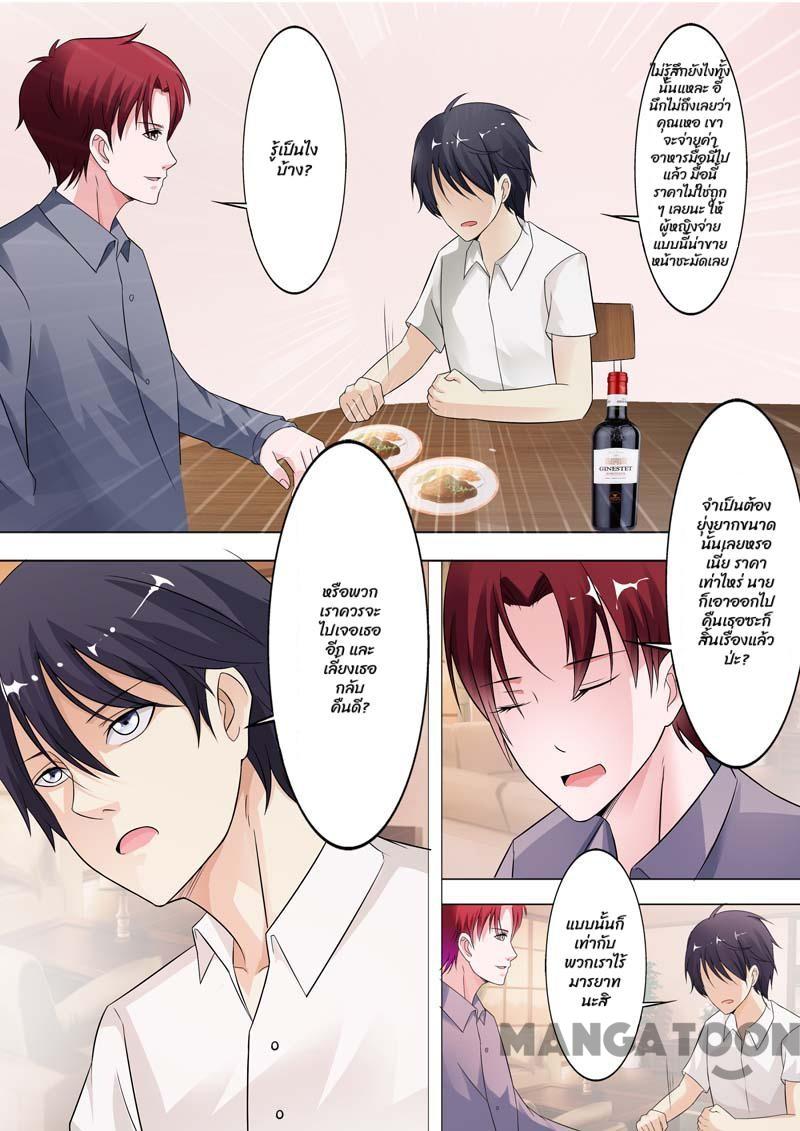 รู้เป็นไง
บ้าง?
ไม่รู้สึกยังไงทั้ง
นั้นแหละ อี้
นึกไม่ถึงเลยว่า
คุณเหอ เขา
จะจ่ายค่า
อาหารมื้อนี้ไป
แล้ว มื้อนี้
ราคาไม่ใช่ถูก
ๆ เลยนะ ให้
ผู้หญิงจ่าย
แบบนี้น่าขาย
หน้าชะมัดเลย
GINESTET
จำเป็นต้อง
ยุ่งยากขนาด
นั้นเลยหรอ
เนี่ย ราคา
เท่าไหร่ นาย
ก็เอาออกไป
คืนเธอซะก็
สิ้นเรื่องแล้ว
ป่ะ?
หรือพวก
เราควรจะ
ไปเจอเธอ
อีก และ
เลี้ยงเธอ
กลับ
คืนดี?
แบบนั้นก็
เท่ากับ
พวกเราไร้
มารยาท
นะสิ
MANGATOON